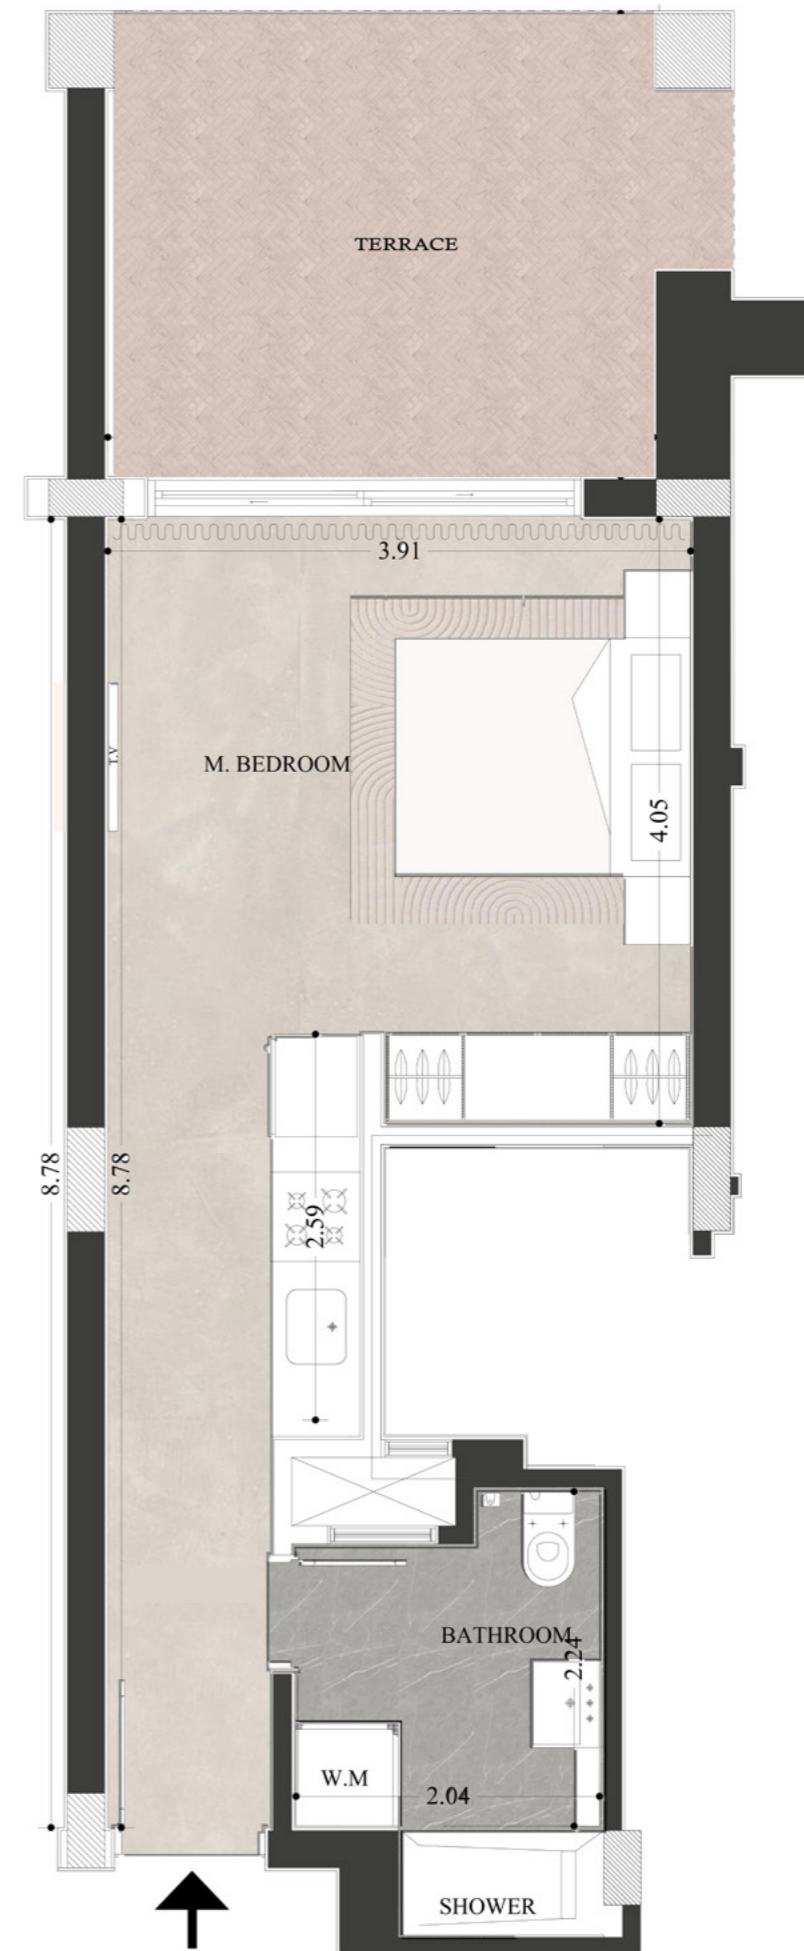 TERRACE
3.91
T.V
M. BEDROOM
4.05
8.78
8.78
2.59
BATHROOM
2.24
W.M
2.04
SHOWER